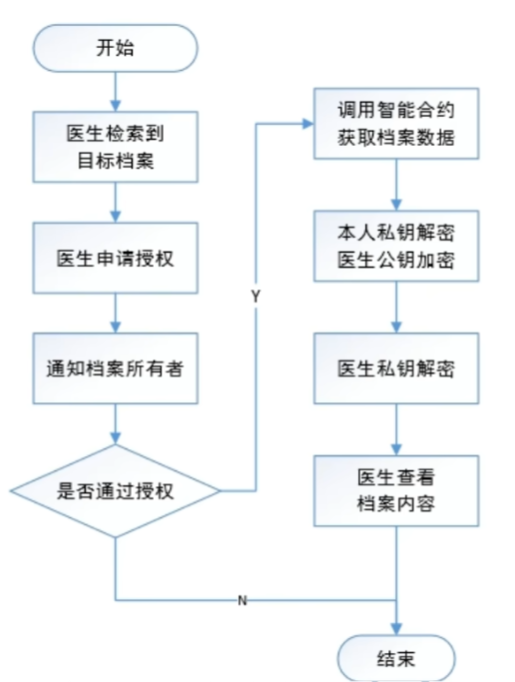 开始
医生检索到
目标档案
医生申请授权
通知档案所有者
是否通过授权
Y
调用智能合约
获取档案数据
本人私钥解密
医生公钥加密
医生私钥解密
医生查看
档案内容
N
结束